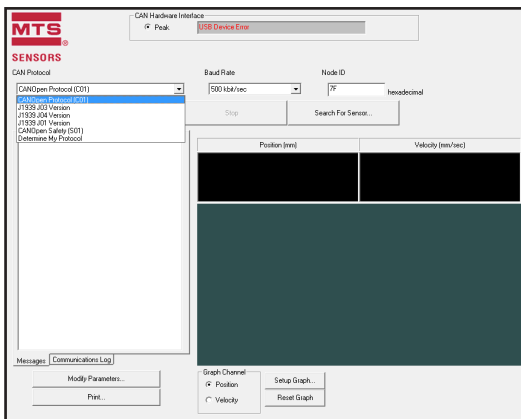 MTS
®
SENSORS
CAN Hardware Interface
Peak
USB Device Error
CAN Protocol
Baud Rate
Node ID
CANOpen Protocol (C01)
500 kbit/sec
7F
hexadecimal
CANOpen Protocol (C01)
J1939 J03 Version
J1939 J04 Version
J1939 J01 Version
CANOpen Safety (S01)
Determine My Protocol
Stop
Search For Sensor...
Position (mm)
Velocity (mm/sec)
Messages
Communications Log
Modify Parameters...
Print...
Graph Channel
Position
Velocity
Setup Graph...
Reset Graph